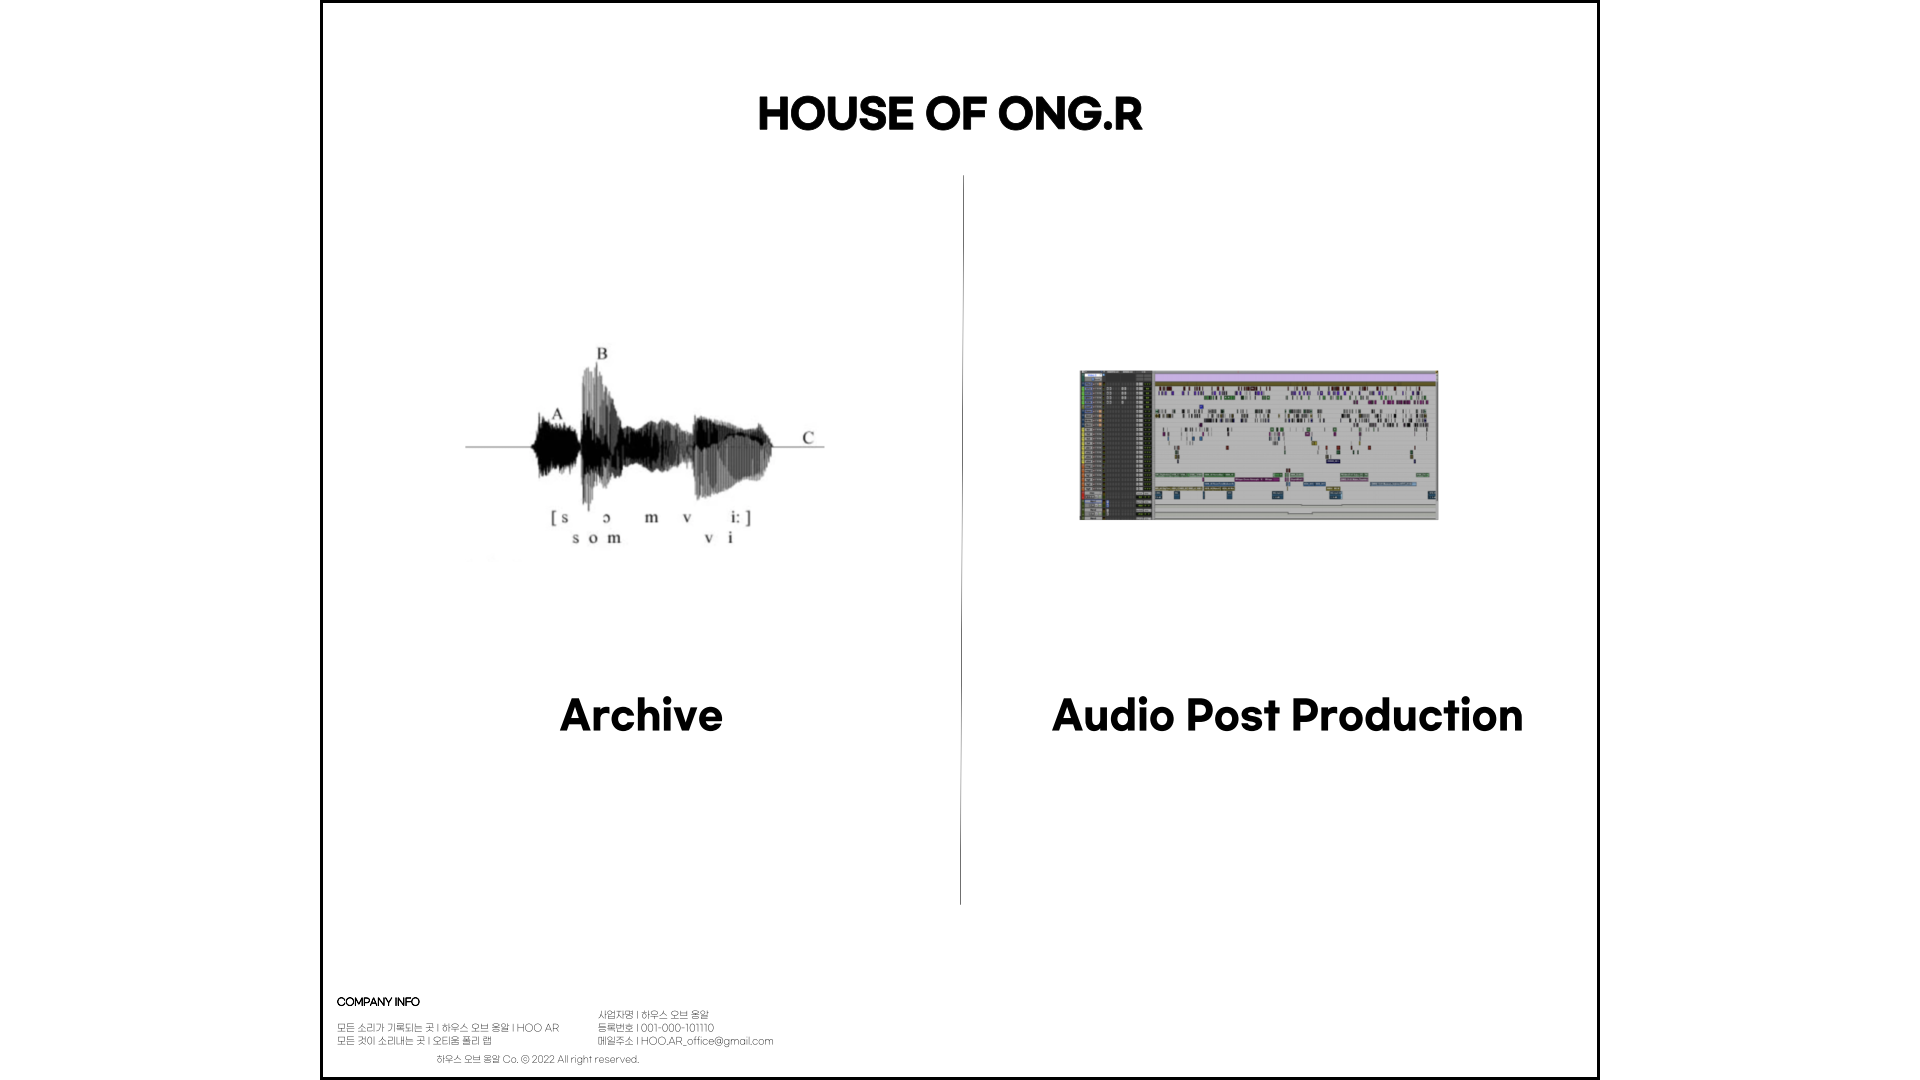 HOUSE OF ONG.R
B
A
C
[ s ɔ m v i: ]
s o m v i
Archive
Audio Post Production
COMPANY INFO
모든 소리가 기록되는 곳 l 하우스 오브 옹알 l HOO AR
모든 것이 소리내는 곳 l 오티움 폴리 랩
사업자명 l 하우스 오브 옹알
등록번호 l 001-000-101110
메일주소 l HOO.AR_office@gmail.com
하우스 오브 옹알 Co. ⓒ 2022 All right reserved.